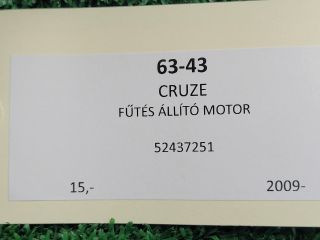 63-43
CRUZE
FŰTÉS ÁLLÍTÓ MOTOR
52437251
15,- 2009-